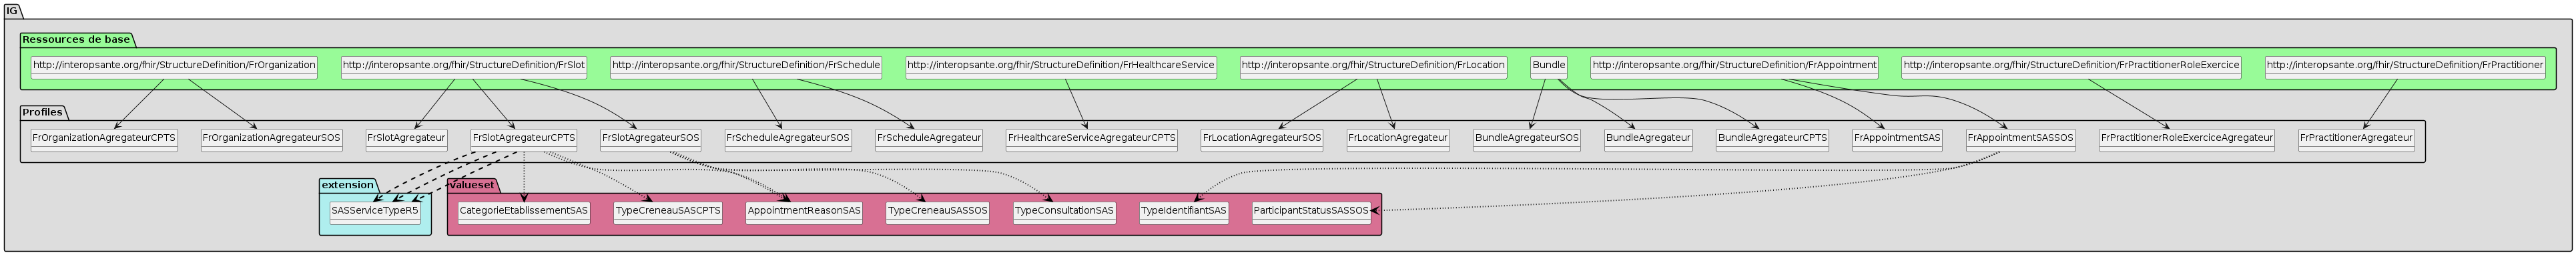 IG
Ressources de base
http://interopsante.org/fhir/StructureDefinition/FrOrganization
http://interopsante.org/fhir/StructureDefinition/FrSlot
http://interopsante.org/fhir/StructureDefinition/FrSchedule
http://interopsante.org/fhir/StructureDefinition/FrHealthcareService
http://interopsante.org/fhir/StructureDefinition/FrLocation
Bundle
http://interopsante.org/fhir/StructureDefinition/FrAppointment
http://interopsante.org/fhir/StructureDefinition/FrPractitionerRoleExercice
http://interopsante.org/fhir/StructureDefinition/FrPractitioner
Profiles
FrOrganizationAgregateurCPTS
FrOrganizationAgregateurSOS
FrSlotAgregateur
FrSlotAgregateurCPTS
FrSlotAgregateurSOS
FrScheduleAgregateurSOS
FrScheduleAgregateur
FrHealthcareServiceAgregateurCPTS
FrLocationAgregateurSOS
FrLocationAgregateur
BundleAgregateurSOS
BundleAgregateur
BundleAgregateurCPTS
FrAppointmentSAS
FrAppointmentSASSOS
FrPractitionerRoleExerciceAgregateur
FrPractitionerAgregateur
extension
SASServiceTypeR5
valueset
CategorieEtablissementSAS
TypeCreneauSASCPTS
AppointmentReasonSAS
TypeCreneauSASSOS
TypeConsultationSAS
TypeIdentifiantSAS
ParticipantStatusSASSOS